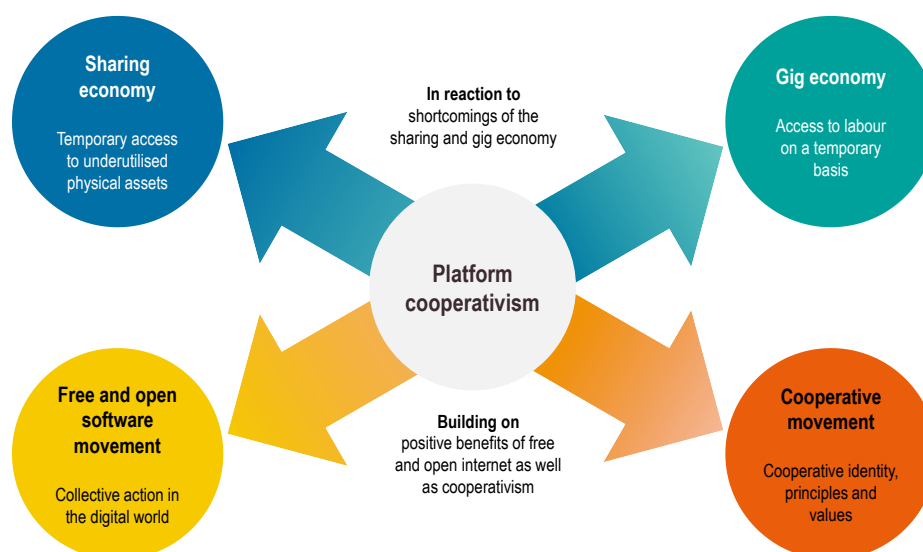 Sharing
economy
Temporary access
to underutilised
physical assets
In reaction to
shortcomings of the
sharing and gig economy
Gig economy
Access to labour
on a temporary
basis
Platform
cooperativism
Free and open
software
movement
Collective action in
the digital world
Building on
positive benefits of free
and open internet as well
as cooperativism
Cooperative
movement
Cooperative identity,
principles and
values